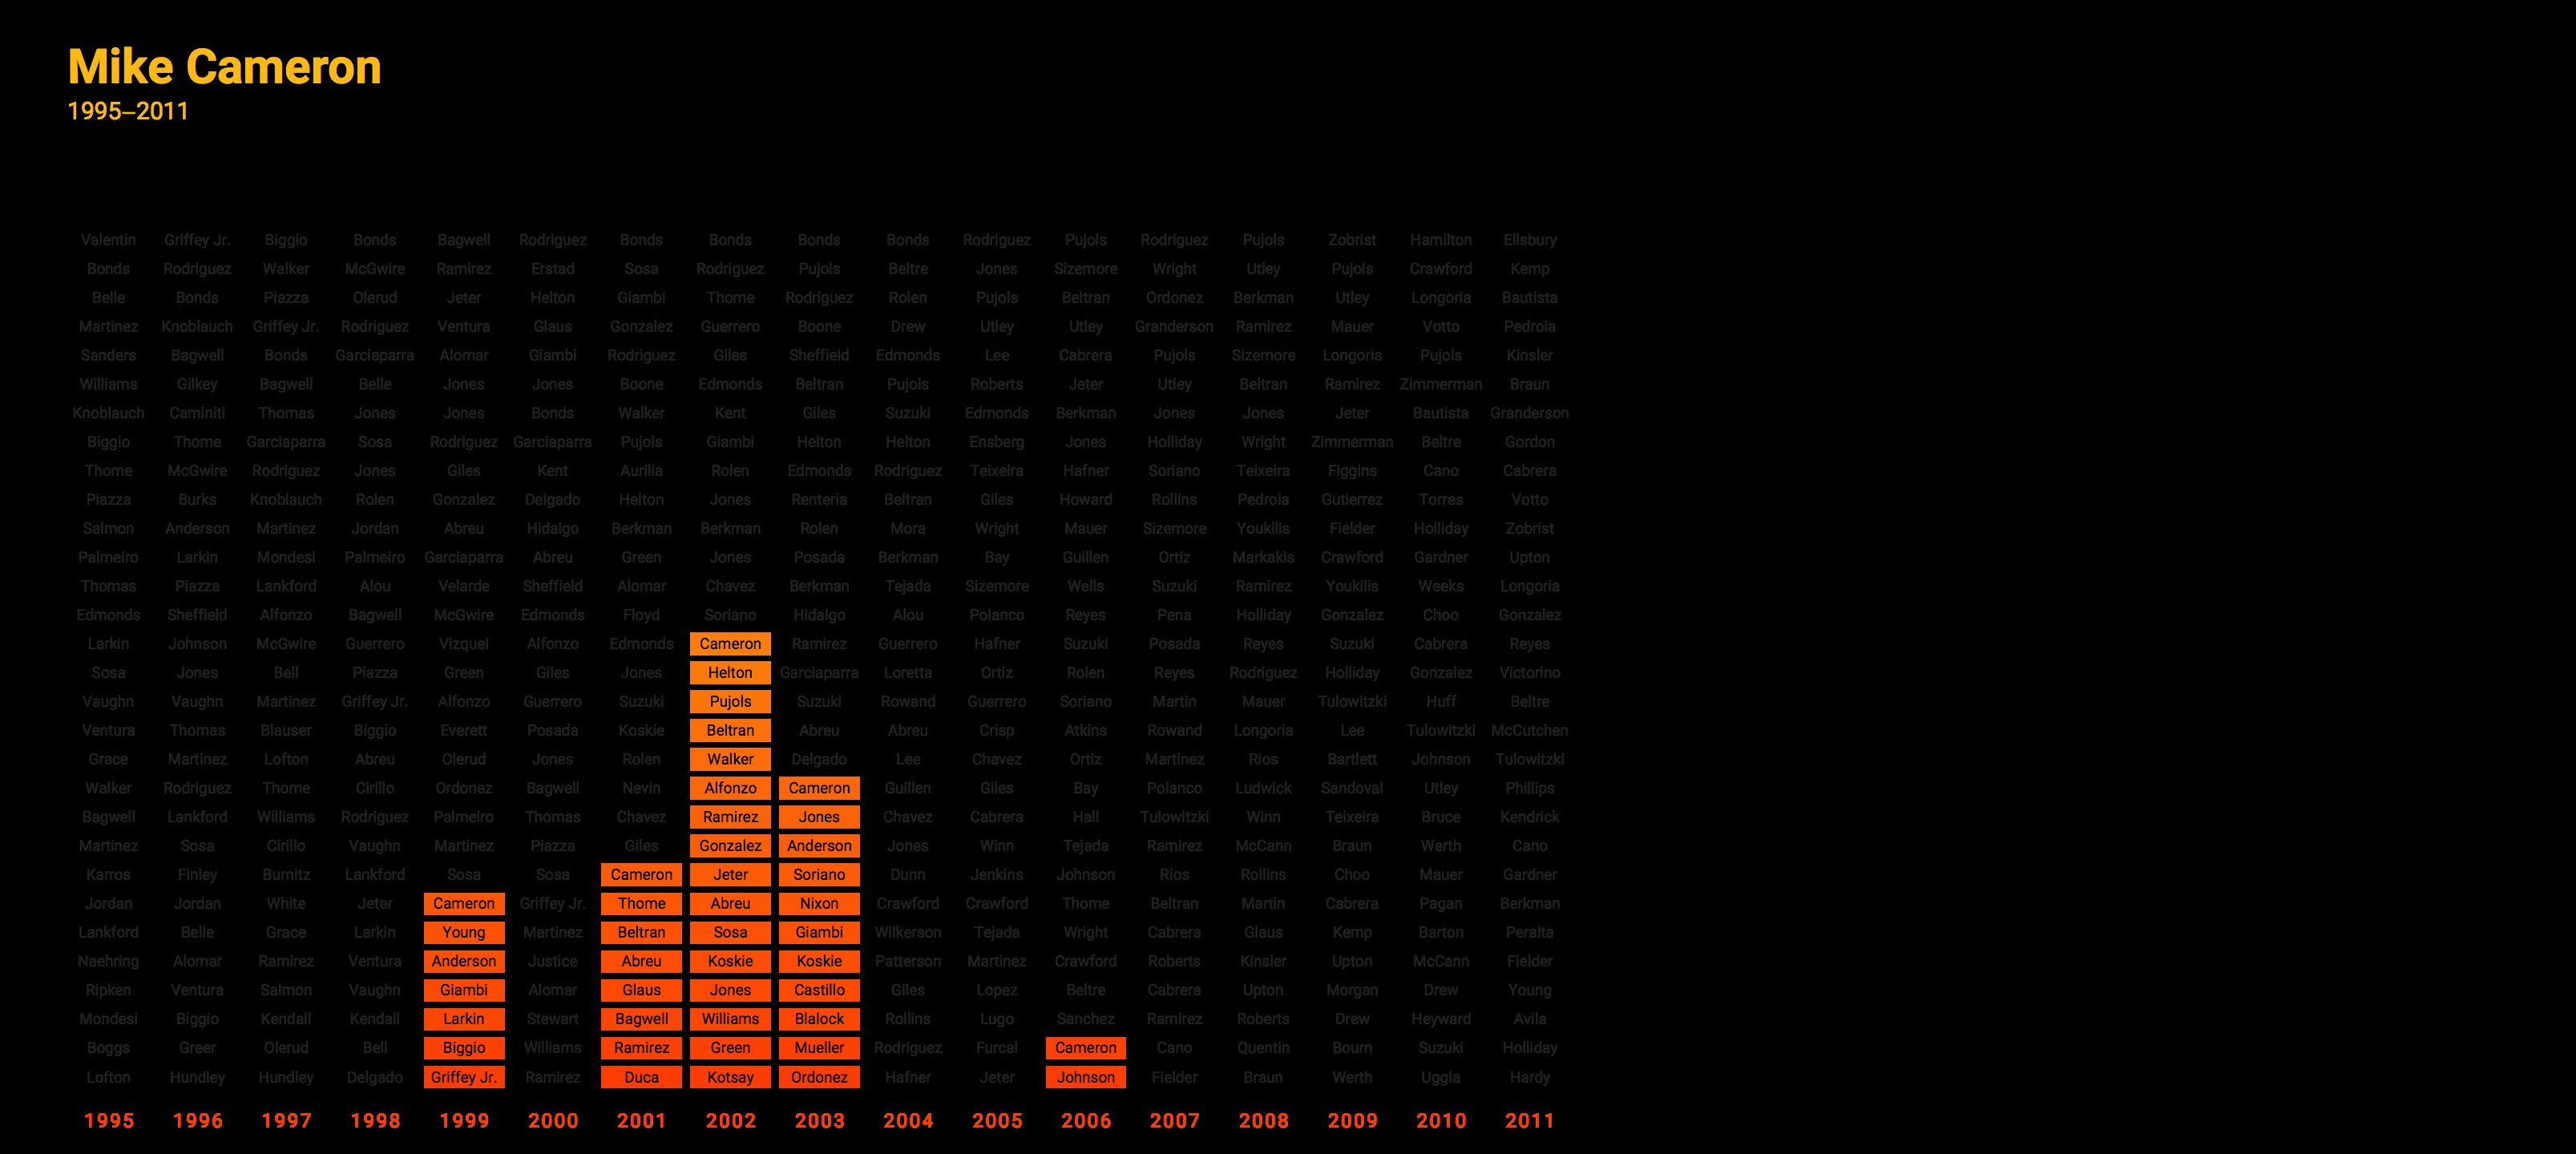 Mike Cameron
1995–2011
Valentin Griffey Jr. Biggio Bonds Bagwell Rodriguez Bonds Bonds Bonds Bonds Rodriguez Pujols Rodriguez Pujols Zobrist Hamilton Ellsbury
Bonds Rodriguez Walker McGwire Ramirez Erstad Sosa Rodriguez Pujols Beltre Jones Sizemore Wright Utley Pujols Crawford Kemp
Belle Bonds Piazza Olerud Jeter Helton Giambi Thome Rodriguez Rolen Pujols Beltran Ordonez Berkman Utley Longoria Bautista
Martinez Knoblauch Griffey Jr. Rodriguez Ventura Glaus Gonzalez Guerrero Boone Drew Utley Utley Granderson Ramirez Mauer Votto Pedroia
Sanders Bagwell Bonds Garciaparra Alomar Giambi Rodriguez Giles Sheffield Edmonds Lee Cabrera Pujols Sizemore Longoria Pujols Kinsler
Williams Gilkey Bagwell Belle Jones Jones Boone Edmonds Beltran Pujols Roberts Jeter Utley Beltran Ramirez Zimmerman Braun
Knoblauch Caminiti Thomas Jones Jones Bonds Walker Kent Giles Suzuki Edmonds Berkman Jones Jones Jeter Bautista Granderson
Biggio Thome Garciaparra Sosa Rodriguez Garciaparra Pujols Giambi Helton Helton Ensberg Jones Holliday Wright Zimmerman Beltre Gordon
Thome McGwire Rodriguez Jones Giles Kent Aurilia Rolen Edmonds Rodriguez Teixeira Hafner Soriano Teixeira Figgins Cano Cabrera
Piazza Burks Knoblauch Rolen Gonzalez Delgado Helton Jones Renteria Beltran Giles Howard Rollins Pedroia Gutierrez Torres Votto
Salmon Anderson Martinez Jordan Abreu Hidalgo Berkman Berkman Rolen Mora Wright Mauer Sizemore Youkilis Fielder Holliday Zobrist
Palmeiro Larkin Mondesi Palmeiro Garciaparra Abreu Green Jones Posada Berkman Bay Guillen Ortiz Markakis Crawford Gardner Upton
Thomas Piazza Lankford Alou Velarde Sheffield Alomar Chavez Berkman Tejada Sizemore Wells Suzuki Ramirez Youkilis Weeks Longoria
Edmonds Sheffield Alfonzo Bagwell McGwire Edmonds Floyd Soriano Hidalgo Alou Polanco Reyes Pena Holliday Gonzalez Choo Gonzalez
Larkin Johnson McGwire Guerrero Vizquel Alfonzo Edmonds Cameron Ramirez Guerrero Hafner Suzuki Posada Reyes Suzuki Cabrera Reyes
Sosa Jones Bell Piazza Green Giles Jones Helton Garciaparra Loretta Ortiz Rolen Reyes Rodriguez Holliday Gonzalez Victorino
Vaughn Vaughn Martinez Griffey Jr. Alfonzo Guerrero Suzuki Pujols Suzuki Rowand Guerrero Soriano Martin Mauer Tulowitzki Huff Beltre
Ventura Thomas Blauser Biggio Everett Posada Koskie Beltran Abreu Abreu Crisp Atkins Rowand Longoria Lee Tulowitzki McCutchen
Grace Martinez Lofton Abreu Olerud Jones Rolen Walker Delgado Lee Chavez Ortiz Martinez Rios Bartlett Johnson Tulowitzki
Walker Rodriguez Thome Cirillo Ordonez Bagwell Nevin Alfonzo Cameron Guillen Giles Bay Polanco Ludwick Sandoval Utley Phillips
Bagwell Lankford Williams Rodriguez Palmeiro Thomas Chavez Ramirez Jones Chavez Cabrera Hall Tulowitzki Winn Teixeira Bruce Kendrick
Martinez Sosa Cirillo Vaughn Martinez Piazza Giles Gonzalez Anderson Jones Winn Tejada Ramirez McCann Braun Werth Cano
Karros Finley Burnitz Lankford Sosa Sosa Cameron Jeter Soriano Dunn Jenkins Johnson Rios Rollins Choo Mauer Gardner
Jordan Jordan White Jeter Cameron Griffey Jr. Thome Abreu Nixon Crawford Crawford Thome Beltran Martin Cabrera Pagan Berkman
Lankford Belle Grace Larkin Young Martinez Beltran Sosa Giambi Wilkerson Tejada Wright Cabrera Glaus Kemp Barton Peralta
Naehring Alomar Ramirez Ventura Anderson Justice Abreu Koskie Koskie Patterson Martinez Crawford Roberts Kinsler Upton McCann Fielder
Ripken Ventura Salmon Vaughn Giambi Alomar Glaus Jones Castillo Giles Lopez Beltre Cabrera Upton Morgan Drew Young
Mondesi Biggio Kendall Kendall Larkin Stewart Bagwell Williams Blalock Rollins Lugo Sanchez Ramirez Roberts Drew Heyward Avila
Boggs Greer Olerud Bell Biggio Williams Ramirez Green Mueller Rodriguez Furcal Cameron Cano Quentin Bourn Suzuki Holliday
Lofton Hundley Hundley Delgado Griffey Jr. Ramirez Duca Kotsay Ordonez Hafner Jeter Johnson Fielder Braun Werth Uggla Hardy
1995 1996 1997 1998 1999 2000 2001 2002 2003 2004 2005 2006 2007 2008 2009 2010 2011